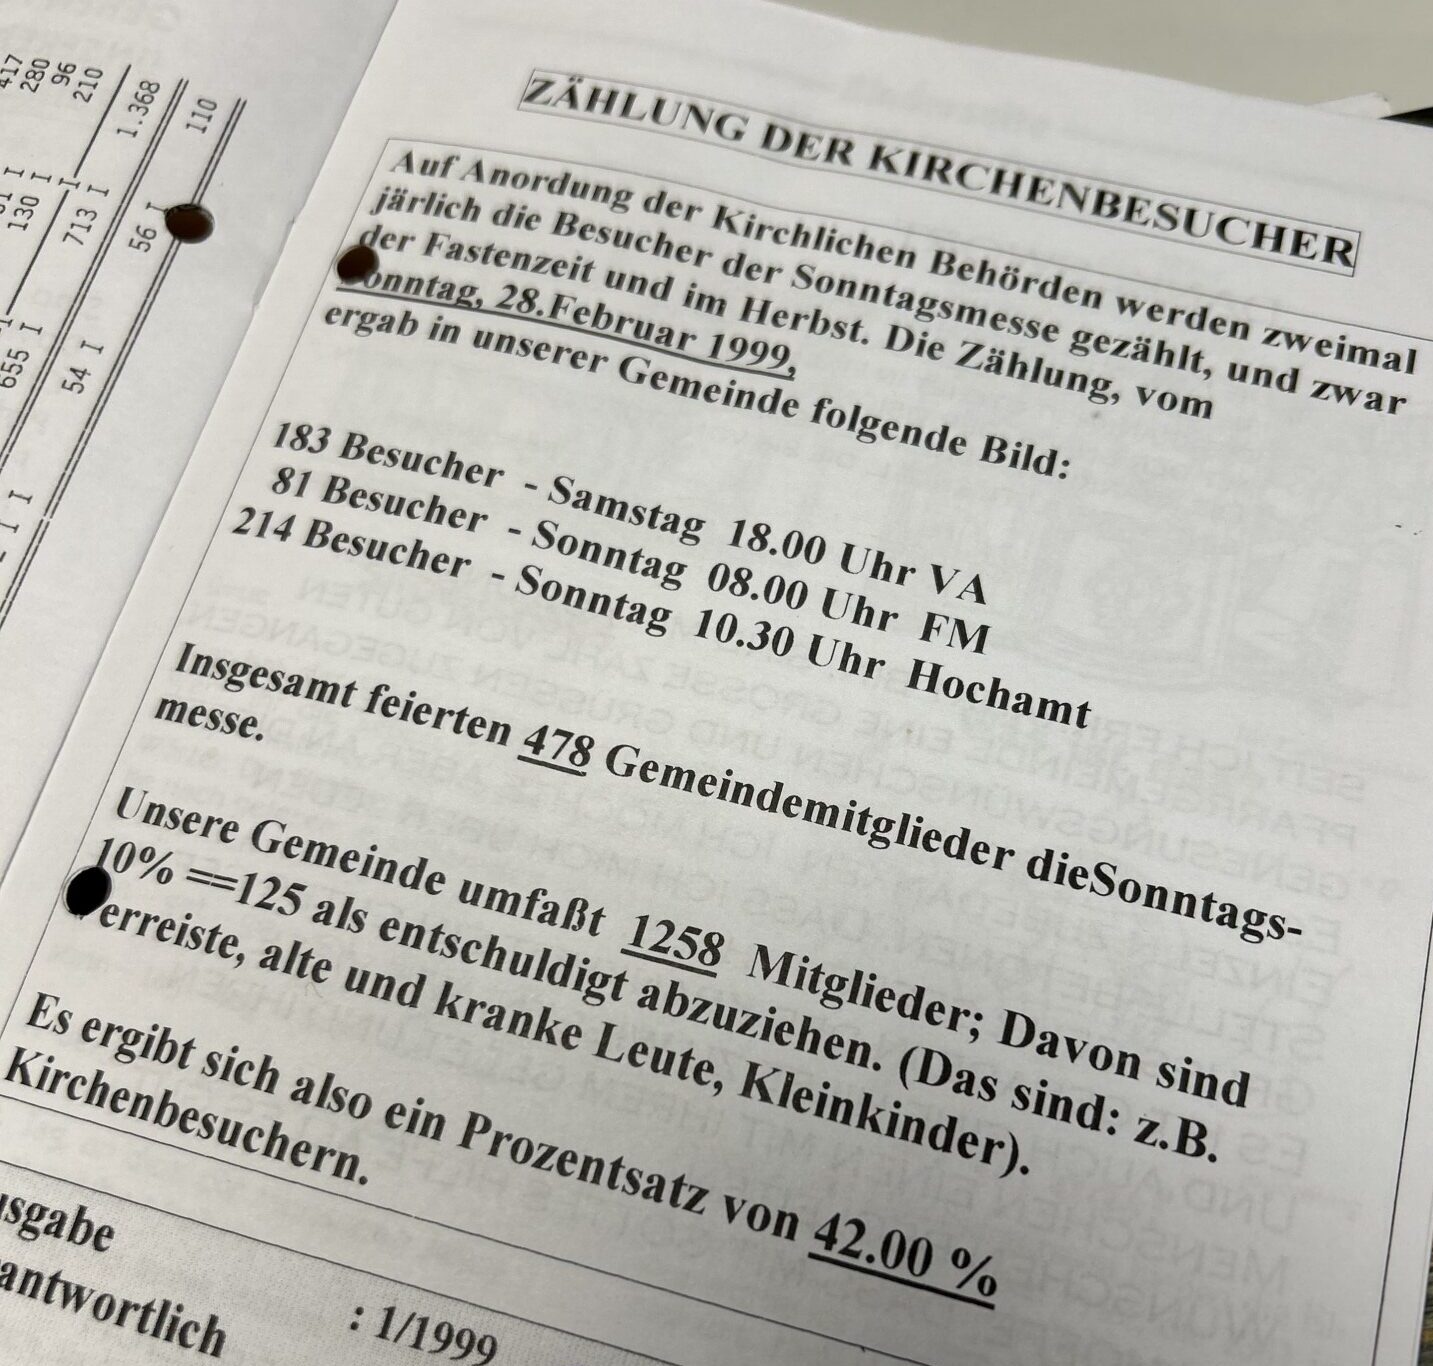 417
280
96
210
1.368
110
130 I
713 I
56 I
655 I
54 I
ZÄHLUNG DER KIRCHENBESUCHER
Auf Anordung der Kirchlichen Behörden werden zweimal
järlich die Besucher der Sonntagsmesse gezählt, und zwar
der Fastenzeit und im Herbst. Die Zählung, vom
Sonntag, 28.Februar 1999,
ergab in unserer Gemeinde folgende Bild:
183 Besucher - Samstag 18.00 Uhr VA
81 Besucher - Sonntag 08.00 Uhr FM
214 Besucher - Sonntag 10.30 Uhr Hochamt
Insgesamt feierten 478 Gemeindemitglieder dieSonntags-
messe.
Unsere Gemeinde umfaßt 1258 Mitglieder; Davon sind
10% ==125 als entschuldigt abzuziehen. (Das sind: z.B.
Verreiste, alte und kranke Leute, Kleinkinder).
Es ergibt sich also ein Prozentsatz von 42.00 %
Kirchenbesuchern.
usgabe : 1/1999
antwortlich